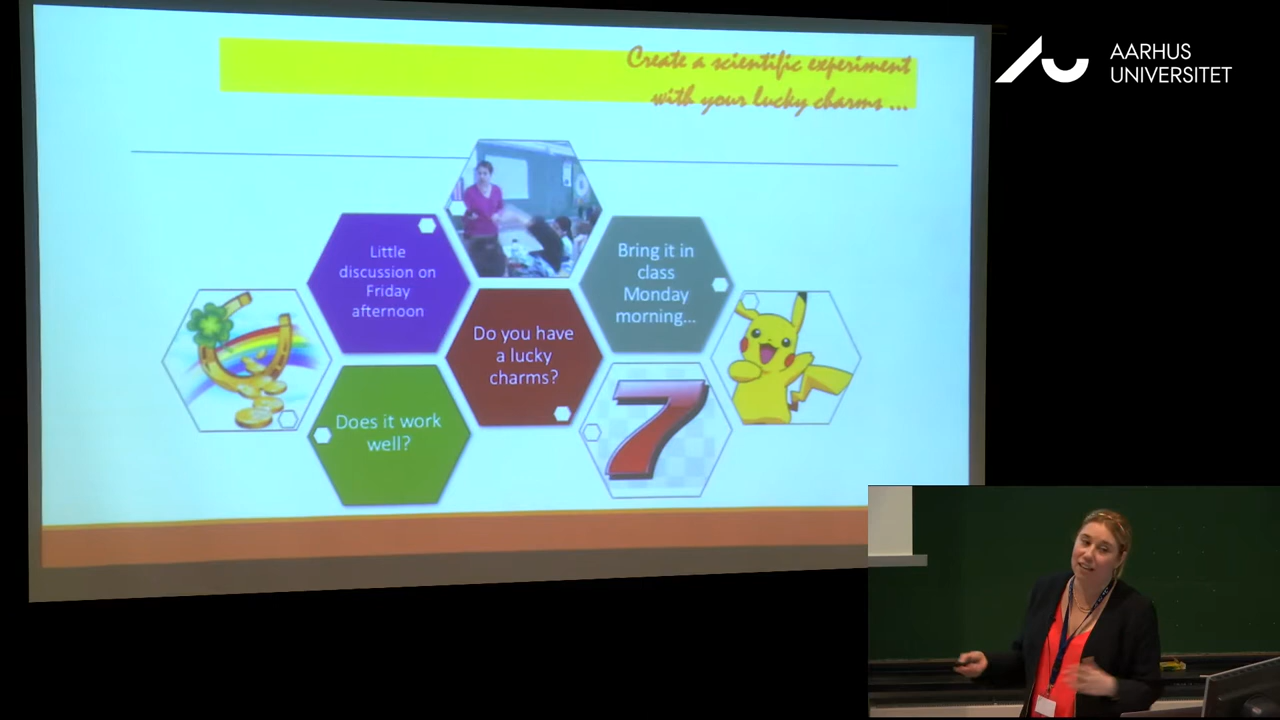 Create a scientific experiment
with your lucky charms ...
AARHUS
UNIVERSITET
Little
discussion on
Friday
afternoon
Bring it in
class
Monday
morning...
Do you have
a lucky
charms?
Does it work
well?
7